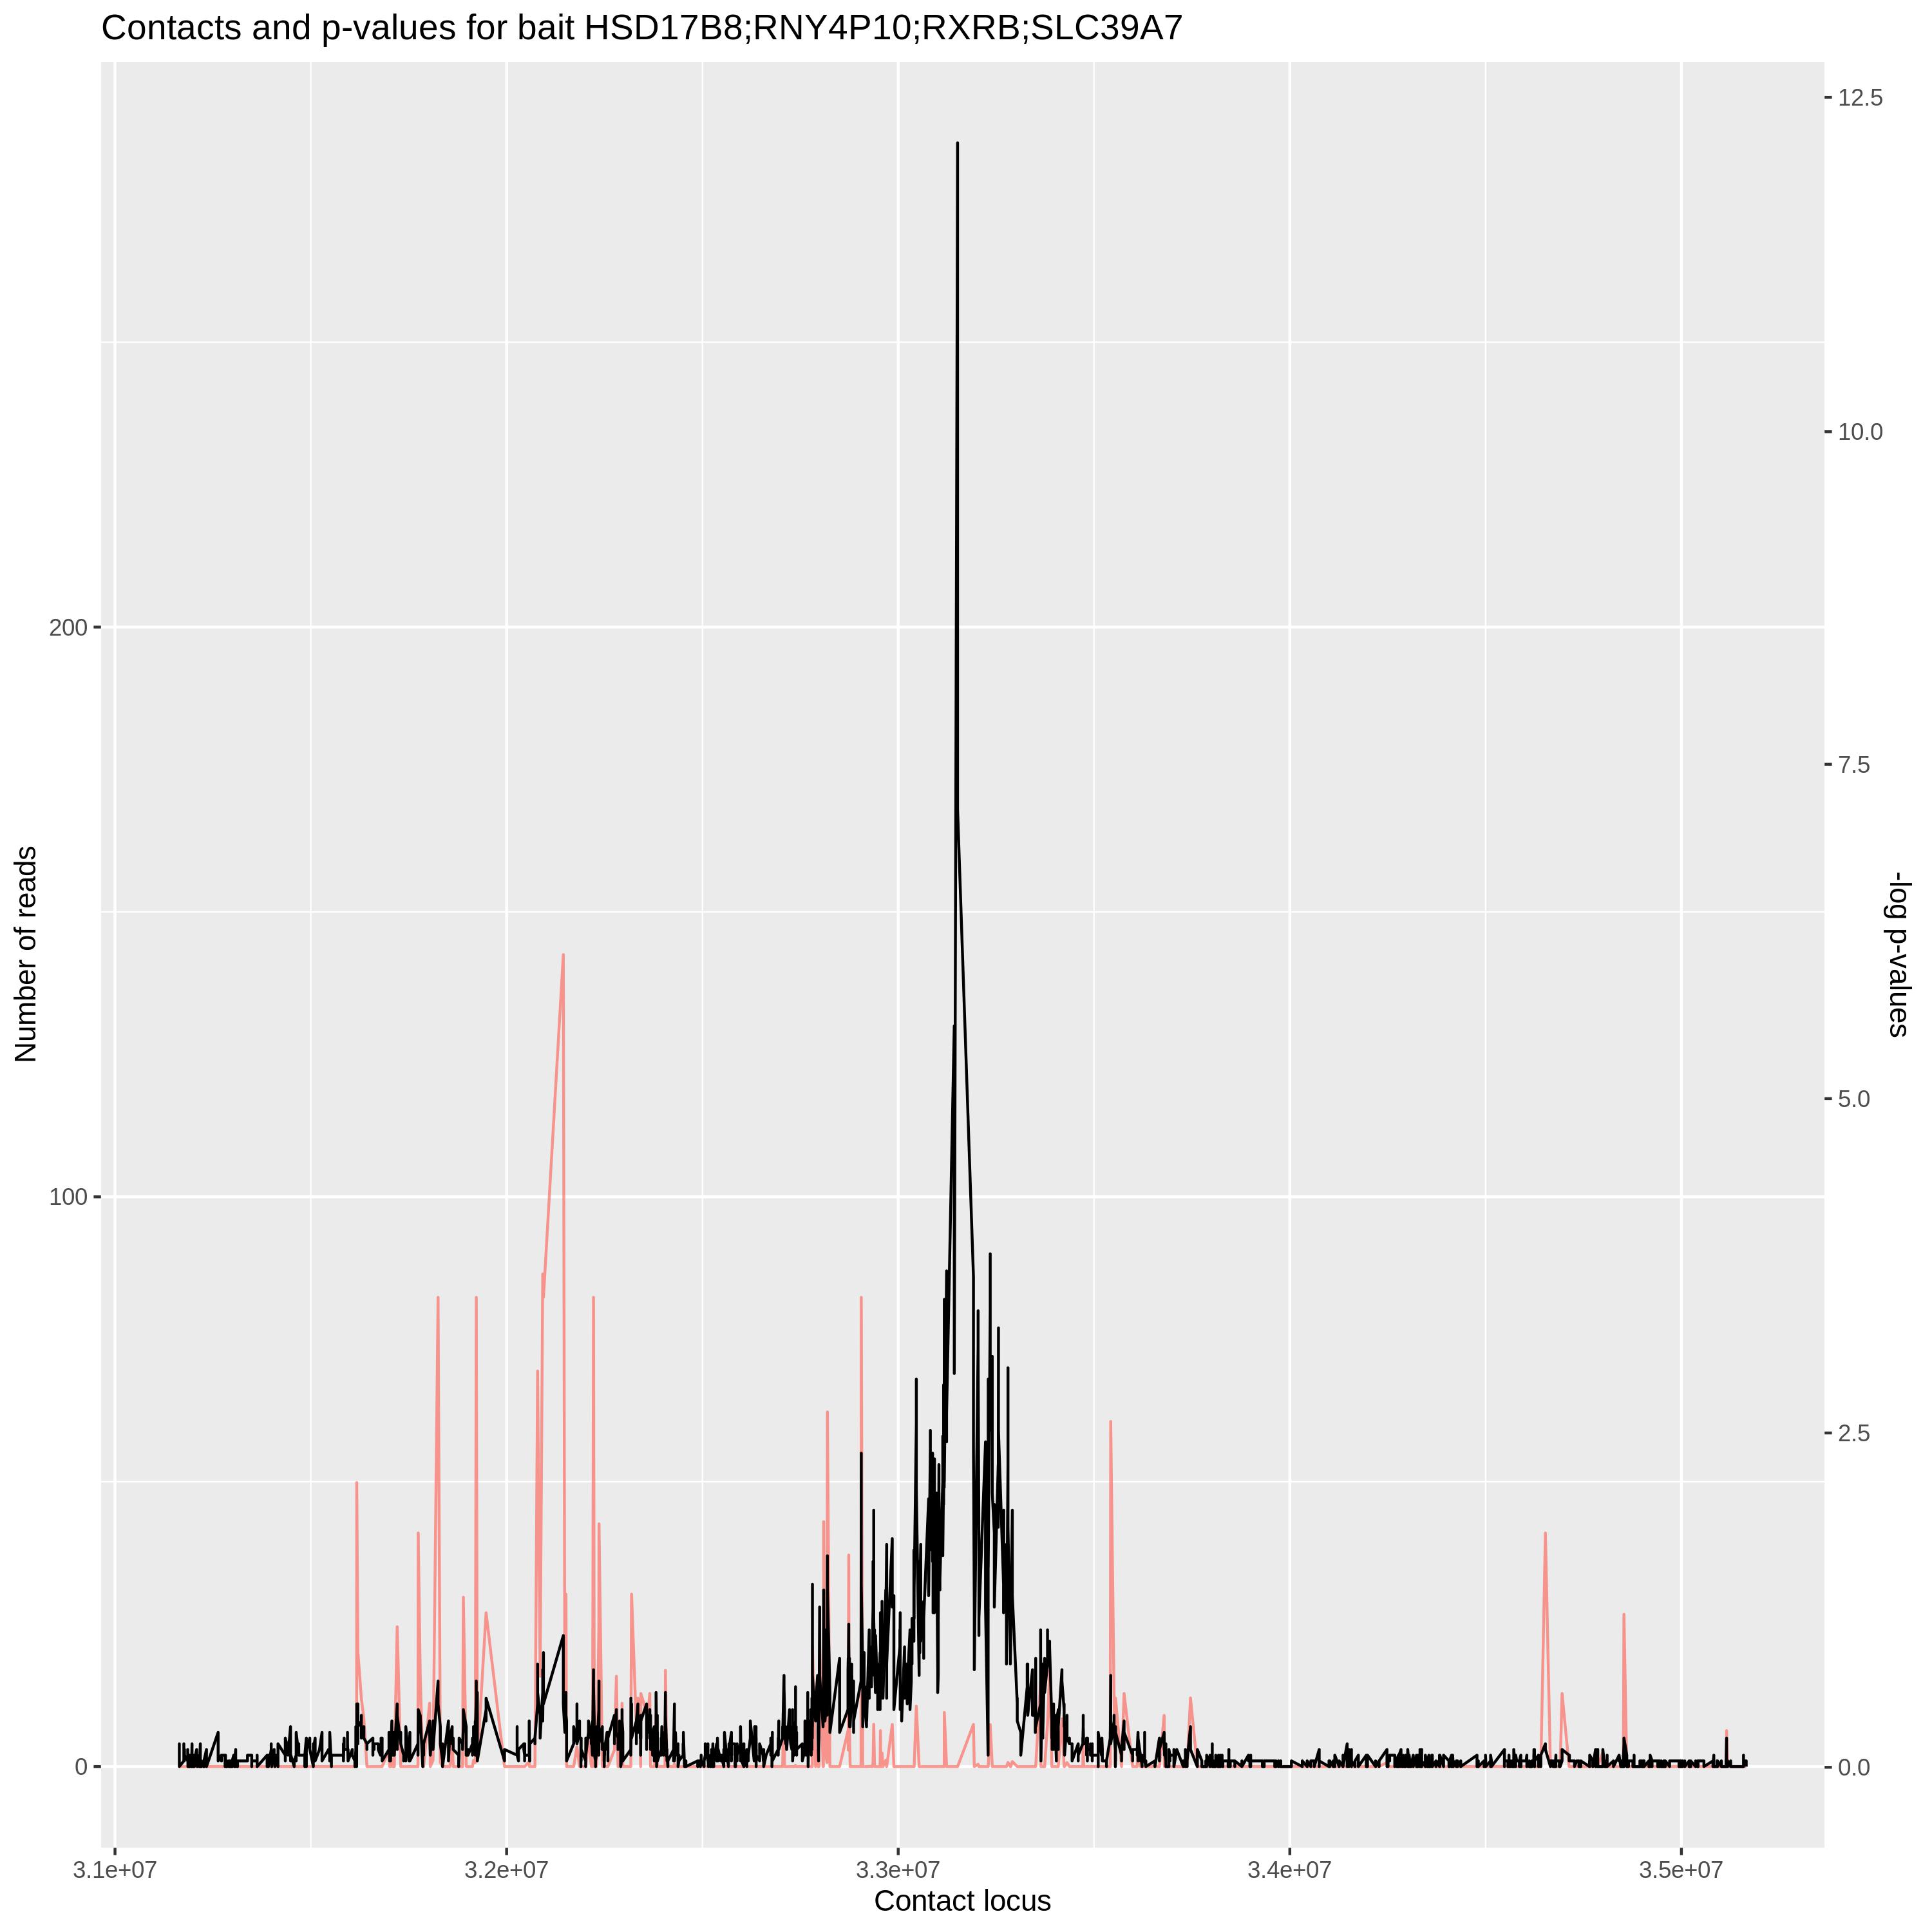 Contacts and p-values for bait HSD17B8;RNY4P10;RXRB;SLC39A7
12.5
10.0
200
7.5
Number of reads
-log p-values
5.0
100
2.5
0
0.0
3.1e+07
3.2e+07
3.3e+07
3.4e+07
3.5e+07
Contact locus